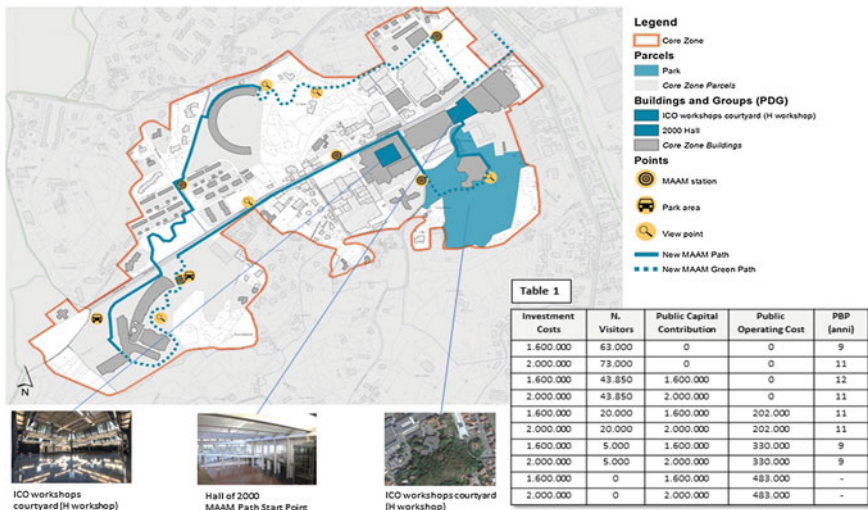 Legend
Core Zone
Parcels
Park
Core Zone Parcels
Buildings and Groups (PDG)
ICO workshops courtyard (H workshop)
2000 Hall
Core Zone Buildings
Points
MAAM station
Park area
View point
New MAAM Path
New MAAM Green Path
N
Table 1
Investment Costs | N. Visitors | Public Capital Contribution | Public Operating Cost | PBP (anni)
1.600.000 | 63.000 | 0 | 0 | 9
2.000.000 | 73.000 | 0 | 0 | 11
1.600.000 | 43.850 | 1.600.000 | 0 | 12
2.000.000 | 43.850 | 2.000.000 | 0 | 11
1.600.000 | 20.000 | 1.600.000 | 202.000 | 11
2.000.000 | 20.000 | 2.000.000 | 202.000 | 11
1.600.000 | 5.000 | 1.600.000 | 330.000 | 9
2.000.000 | 5.000 | 2.000.000 | 330.000 | 9
1.600.000 | 0 | 1.600.000 | 483.000 | -
2.000.000 | 0 | 2.000.000 | 483.000 | -
ICO workshops
courtyard (H workshop)
Hall of 2000
MAAM Path Start Point
ICO workshops courtyard
(H workshop)